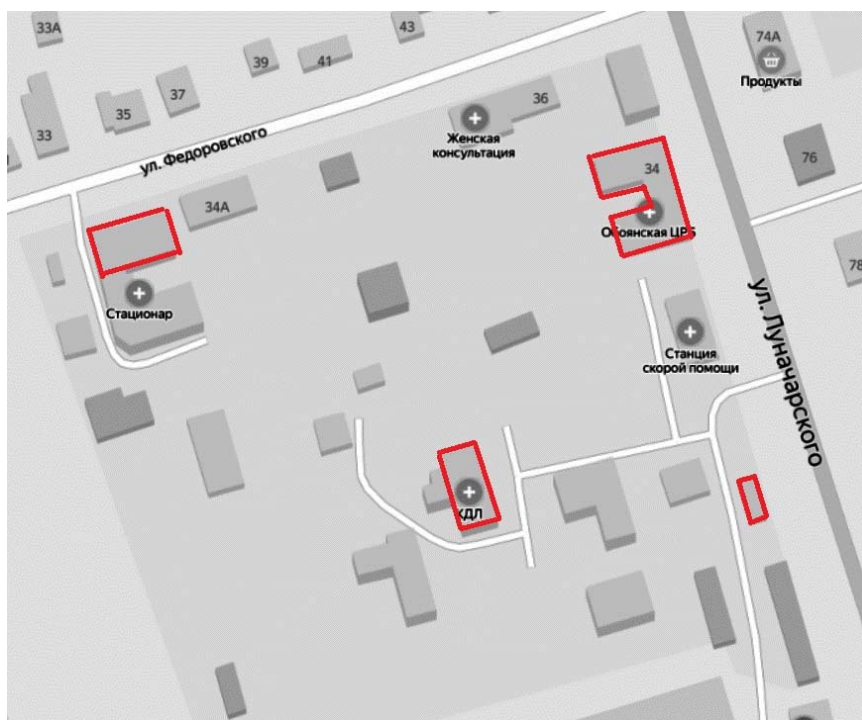 33А
43
74А
Продукты
39
41
37
35
33
36
Женская
консультация
ул. Федоровского
76
34
34А
Обоянская ЦРБ
78
Стационар
ул. Луначарского
Станция
скорой помощи
КДЛ